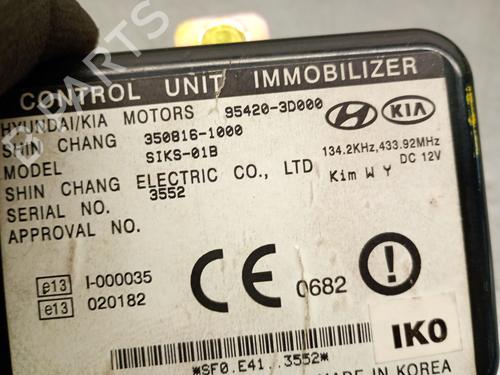 CONTROL UNIT IMMOBILIZER
HYUNDAI/KIA MOTORS 95420-3D000
SHIN CHANG 350816-1000
MODEL SIKS-01B
SHIN CHANG ELECTRIC CO., LTD
SERIAL NO. 3552
APPROVAL NO.
KIA
134.2KHz,433.92MHz
DC 12V
Kim W Y
e13 I-000035
e13 020182
CE 0682 !
IKO
*SF0.E41..3552*
MADE IN KOREA